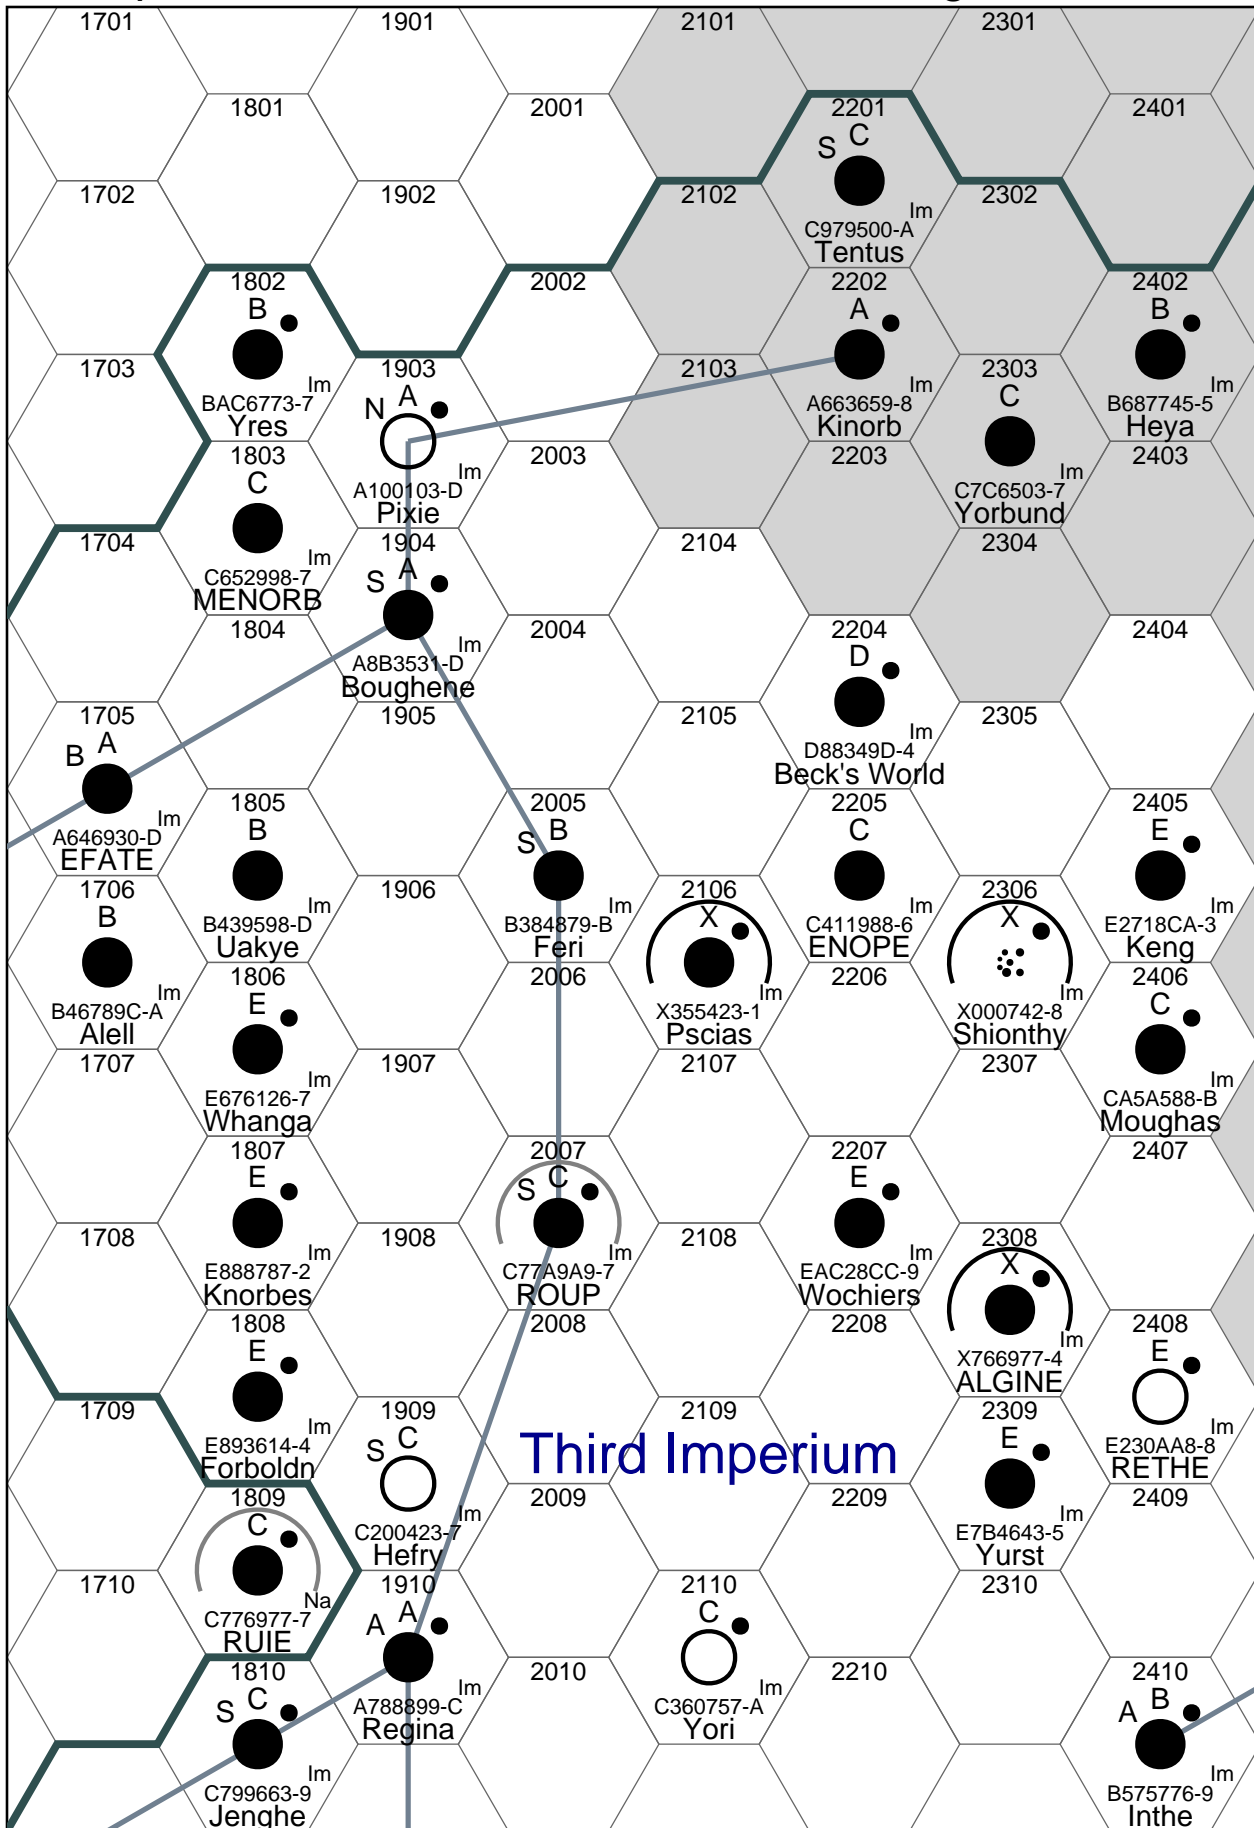 1701
1901
2101
2301
1801
2001
2201
C
S
Im
C979500-A
Tentus
2401
1702
1902
2102
2302
1802
B
Im
BAC6773-7
Yres
2002
2202
A
Im
A663659-8
Kinorb
2402
B
Im
B687745-5
Heya
1703
1903
A
N
Im
A100103-D
Pixie
2103
2303
C
Im
C7C6503-7
Yorbund
1803
C
Im
C652998-7
MENORB
2003
2203
2403
1704
1904
A
S
Im
A8B3531-D
Boughene
2104
2304
1804
2004
2204
D
Im
D88349D-4
Beck's World
2404
1705
A
B
Im
A646930-D
EFATE
1905
2105
2305
1805
B
Im
B439598-D
Uakye
2005
B
S
Im
B384879-B
Feri
2205
C
Im
C411988-6
ENOPE
2405
E
Im
E2718CA-3
Keng
1706
B
Im
B46789C-A
Alell
1906
2106
X
Im
X355423-1
Pscias
2306
X
Im
X000742-8
Shionthy
1806
E
Im
E676126-7
Whanga
2006
2206
2406
C
Im
CA5A588-B
Moughas
1707
1907
2107
2307
1807
E
Im
E888787-2
Knorbes
2007
C
S
Im
C77A9A9-7
ROUP
2207
E
Im
EAC28CC-9
Wochiers
2407
1708
1908
2108
2308
X
Im
X766977-4
ALGINE
1808
E
Im
E893614-4
Forboldn
2008
2208
2408
E
Im
E230AA8-8
RETHE
1709
1909
C
S
Im
C200423-7
Hefry
2109
Third Imperium
2309
E
Im
E7B4643-5
Yurst
1809
C
Na
C776977-7
RUIE
2009
2209
2409
1710
1910
A
A
Im
A788899-C
Regina
2110
C
Im
C360757-A
Yori
2310
1810
C
S
Im
C799663-9
Jenghe
2010
2210
2410
B
A
Im
B575776-9
Inthe